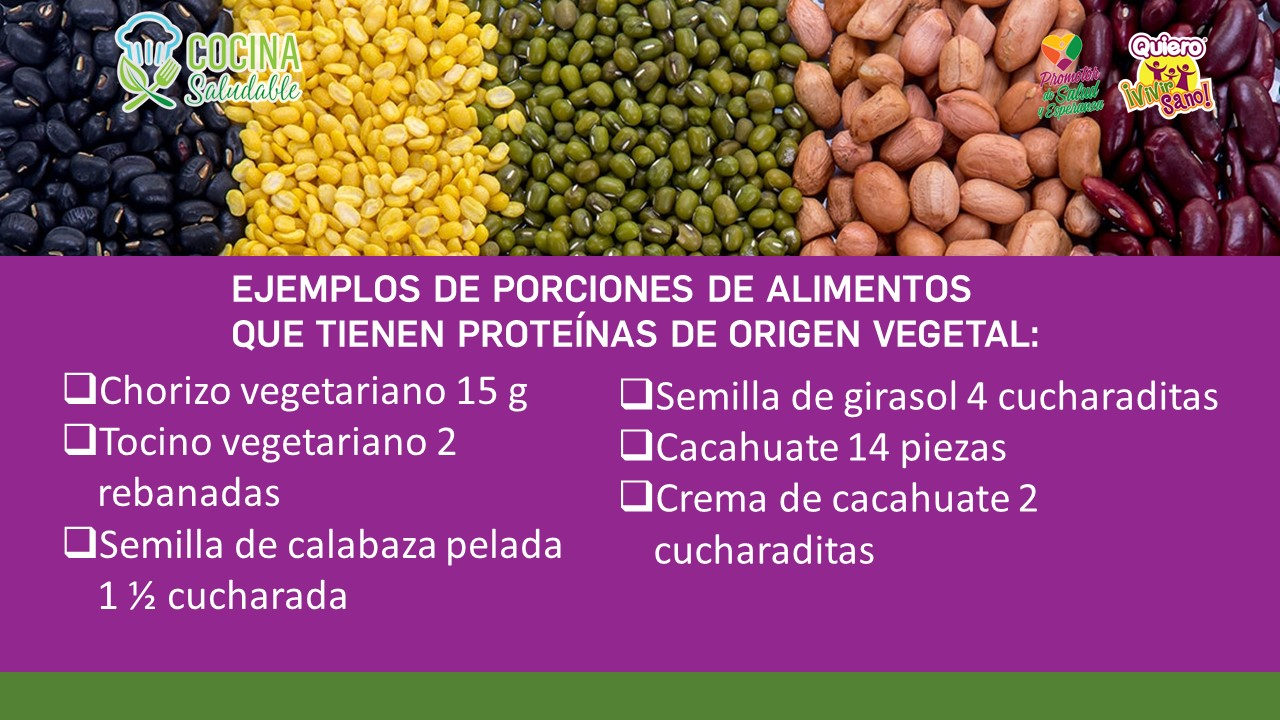 COCINA
Saludable
Promotor
de Salud
y Esperanza
Quiero
¡Vivir
Sano!
EJEMPLOS DE PORCIONES DE ALIMENTOS
QUE TIENEN PROTEÍNAS DE ORIGEN VEGETAL:
❑Chorizo vegetariano 15 g
❑Tocino vegetariano 2
rebanadas
❑Semilla de calabaza pelada
1 ½ cucharada
❑Semilla de girasol 4 cucharaditas
❑Cacahuate 14 piezas
❑Crema de cacahuate 2
cucharaditas